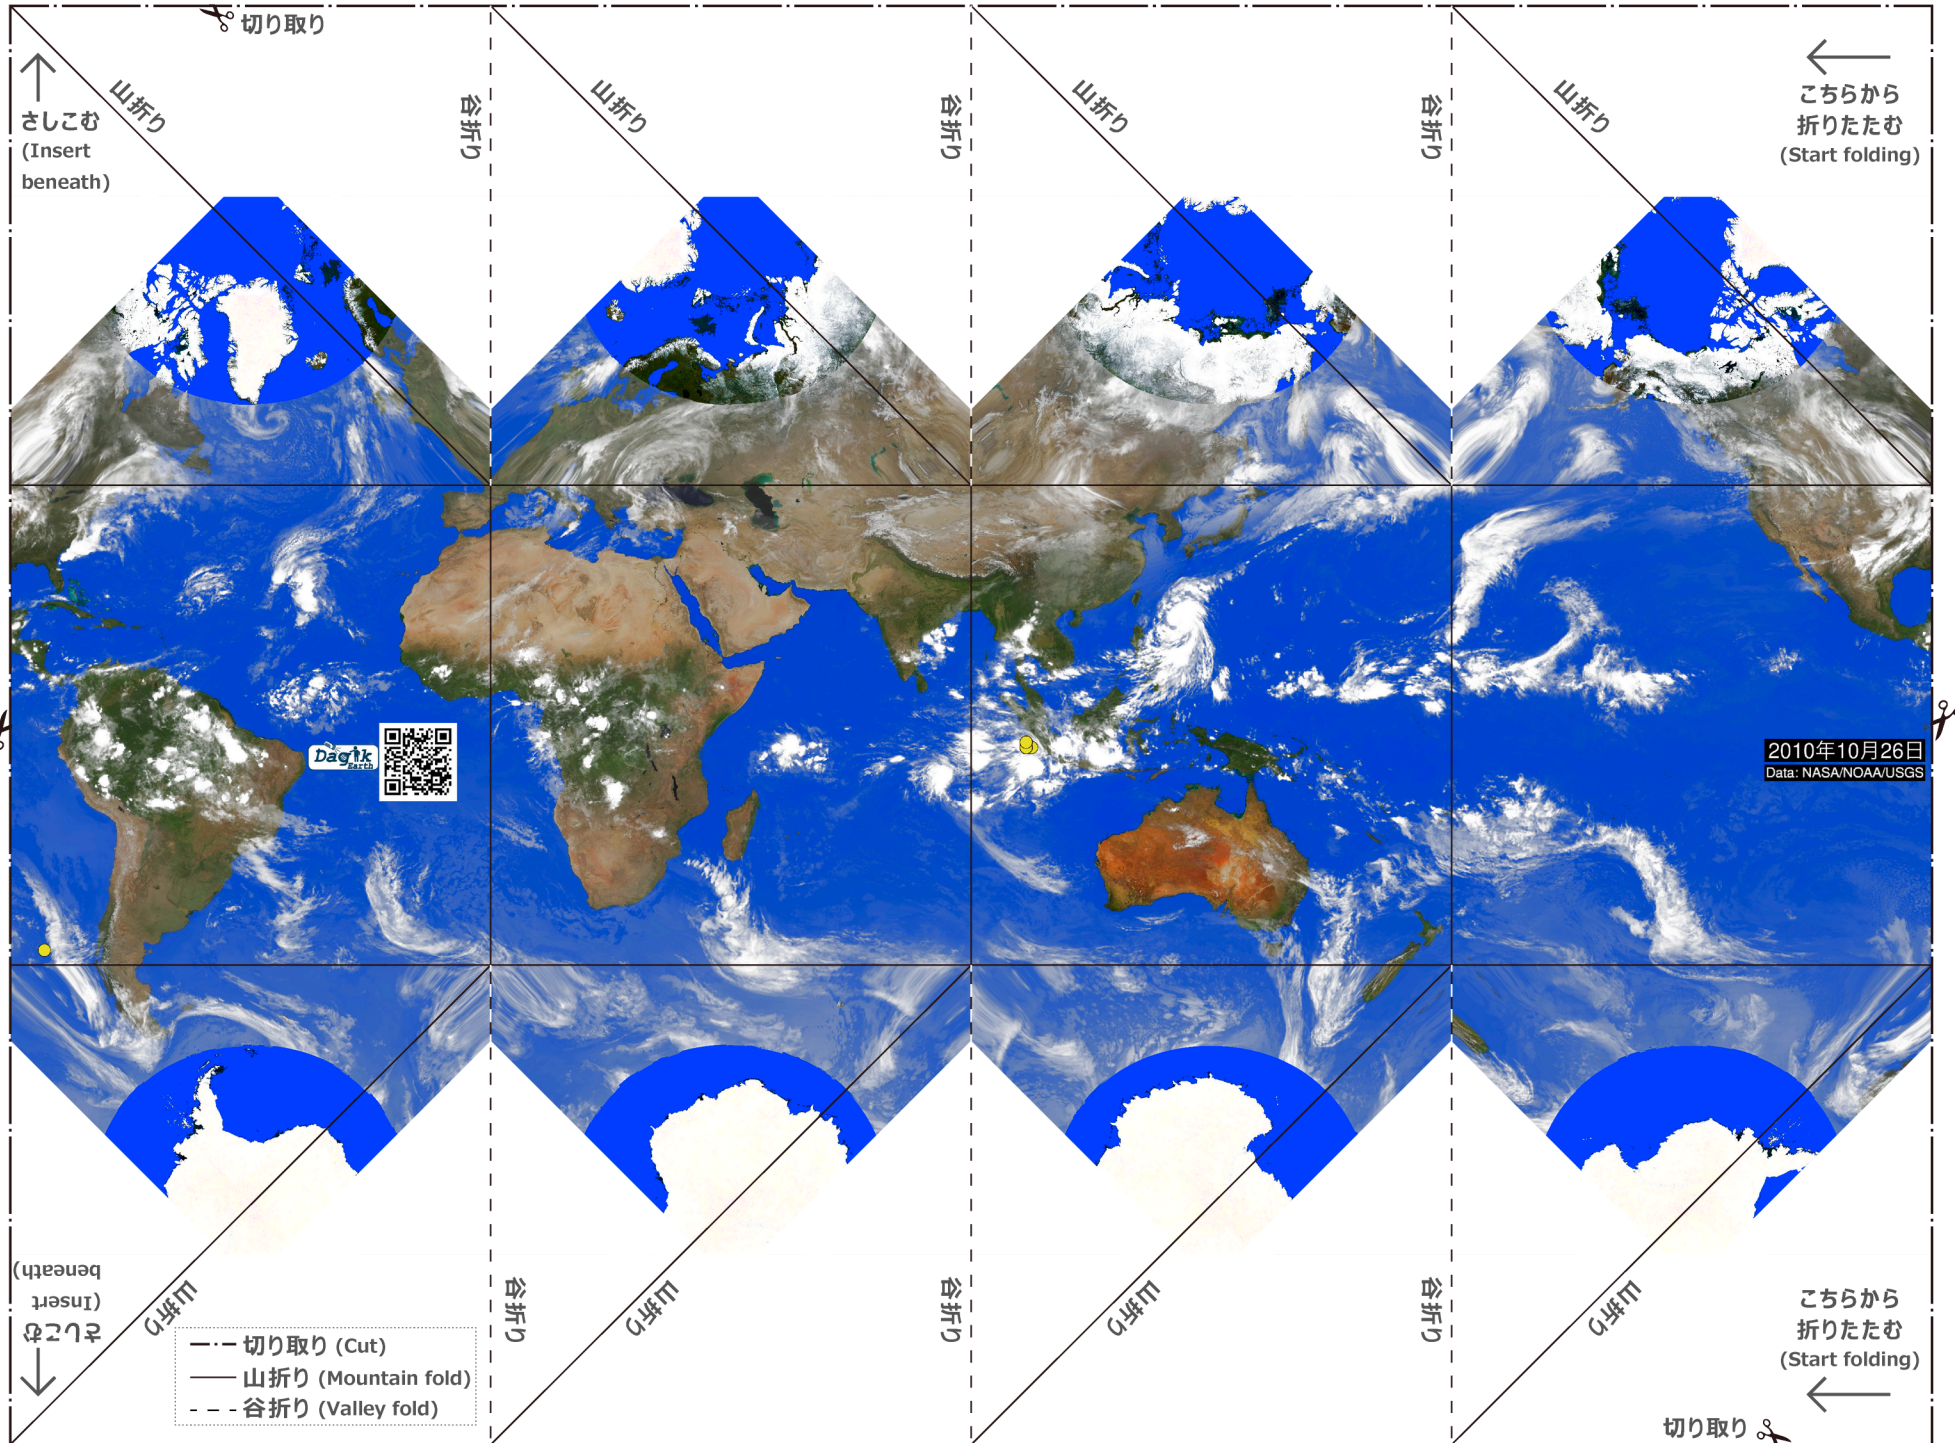 切り取り
さしこむ
(Insert
beneath)
山折り
谷折り
山折り
谷折り
山折り
谷折り
山折り
こちらから
折りたたむ
(Start folding)
Dagik
Earth
2010年10月26日
Data: NASA/NOAA/USGS
さしこむ
(Insert
beneath)
山折り
谷折り
山折り
谷折り
山折り
谷折り
山折り
こちらから
折りたたむ
(Start folding)
切り取り (Cut)
山折り (Mountain fold)
谷折り (Valley fold)
切り取り